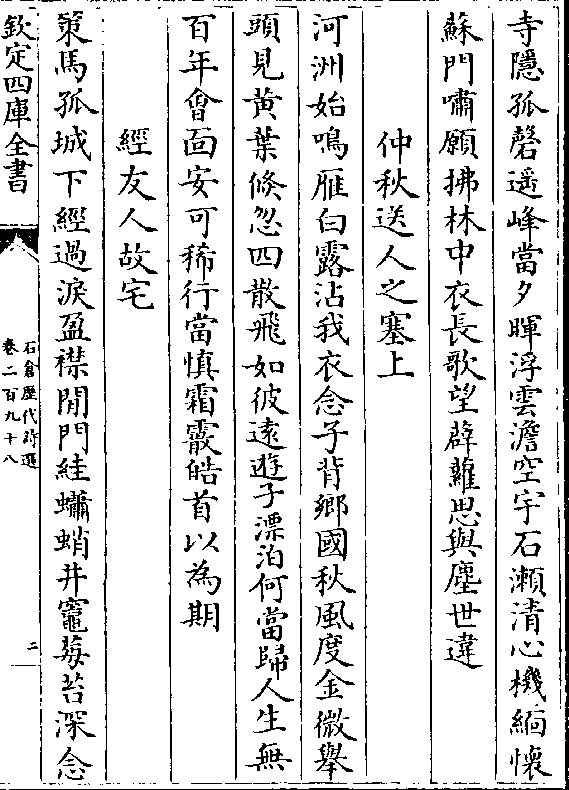 寺隱孤磬遥峰當夕暉浮雲澹空宇石瀬清心機緬懐
蘇門嘯願拂林中衣長歌望薜蘿思與塵世違
仲秋送人之塞上
河洲始鳴雁白露沾我衣念子背鄉國秋風度金微舉
頭見黄葉倐忽四散飛如彼遠遊子漂泊何當歸人生無
百年㑹面安可稀行當慎霜霰皓首以為期
經友人故宅
策馬孤城下經過淚盈襟閒門絓蠨蛸井竈莓苔深念
欽定四庫全書
石倉歴代詩選
卷二百九十八
二